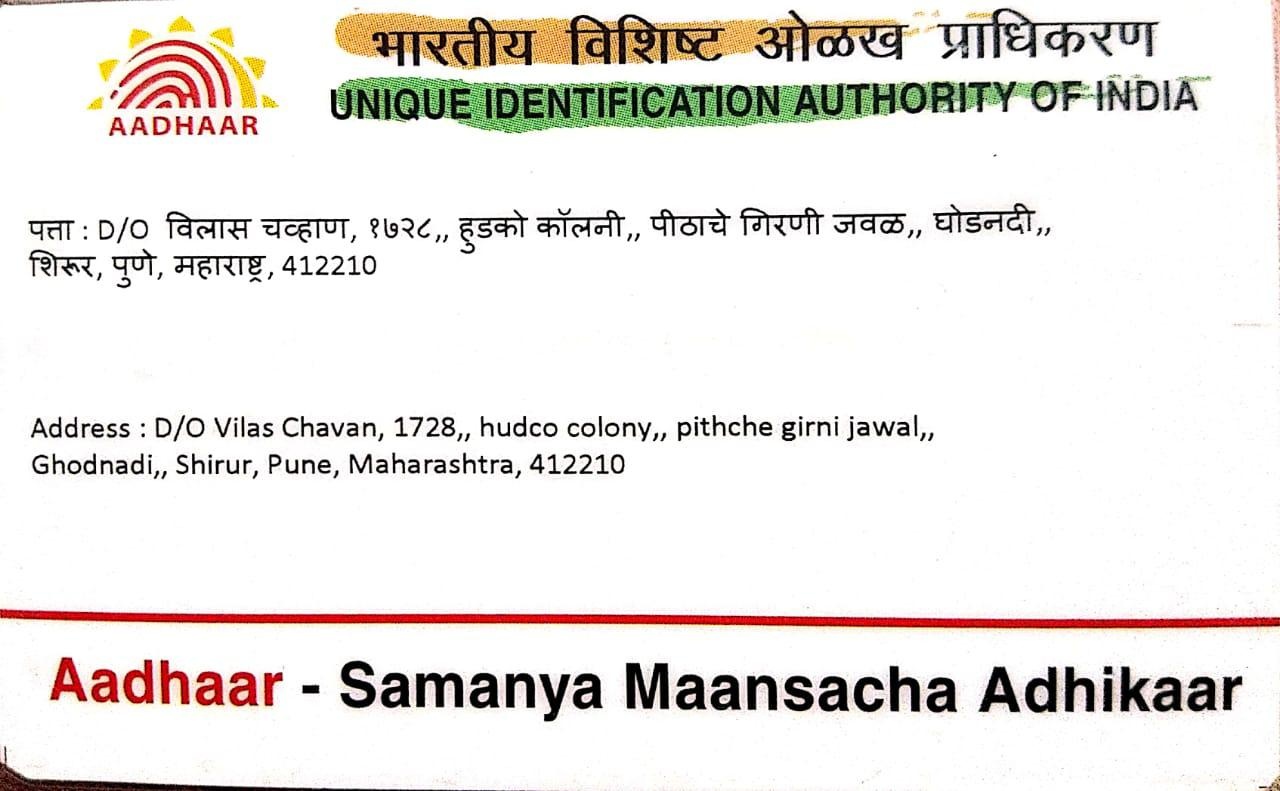 AADHAAR
भारतीय विशिष्ट ओळख प्राधिकरण
UNIQUE IDENTIFICATION AUTHORITY OF INDIA
पत्ता : D/O विलास चव्हाण, १७२८,, हुडको कॉलनी,, पीठाचे गिरणी जवळ,, घोडनदी,,
शिरूर, पुणे, महाराष्ट्र, 412210
Address : D/O Vilas Chavan, 1728,, hudco colony,, pithche girni jawal,,
Ghodnadi,, Shirur, Pune, Maharashtra, 412210
Aadhaar - Samanya Maansacha Adhikaar